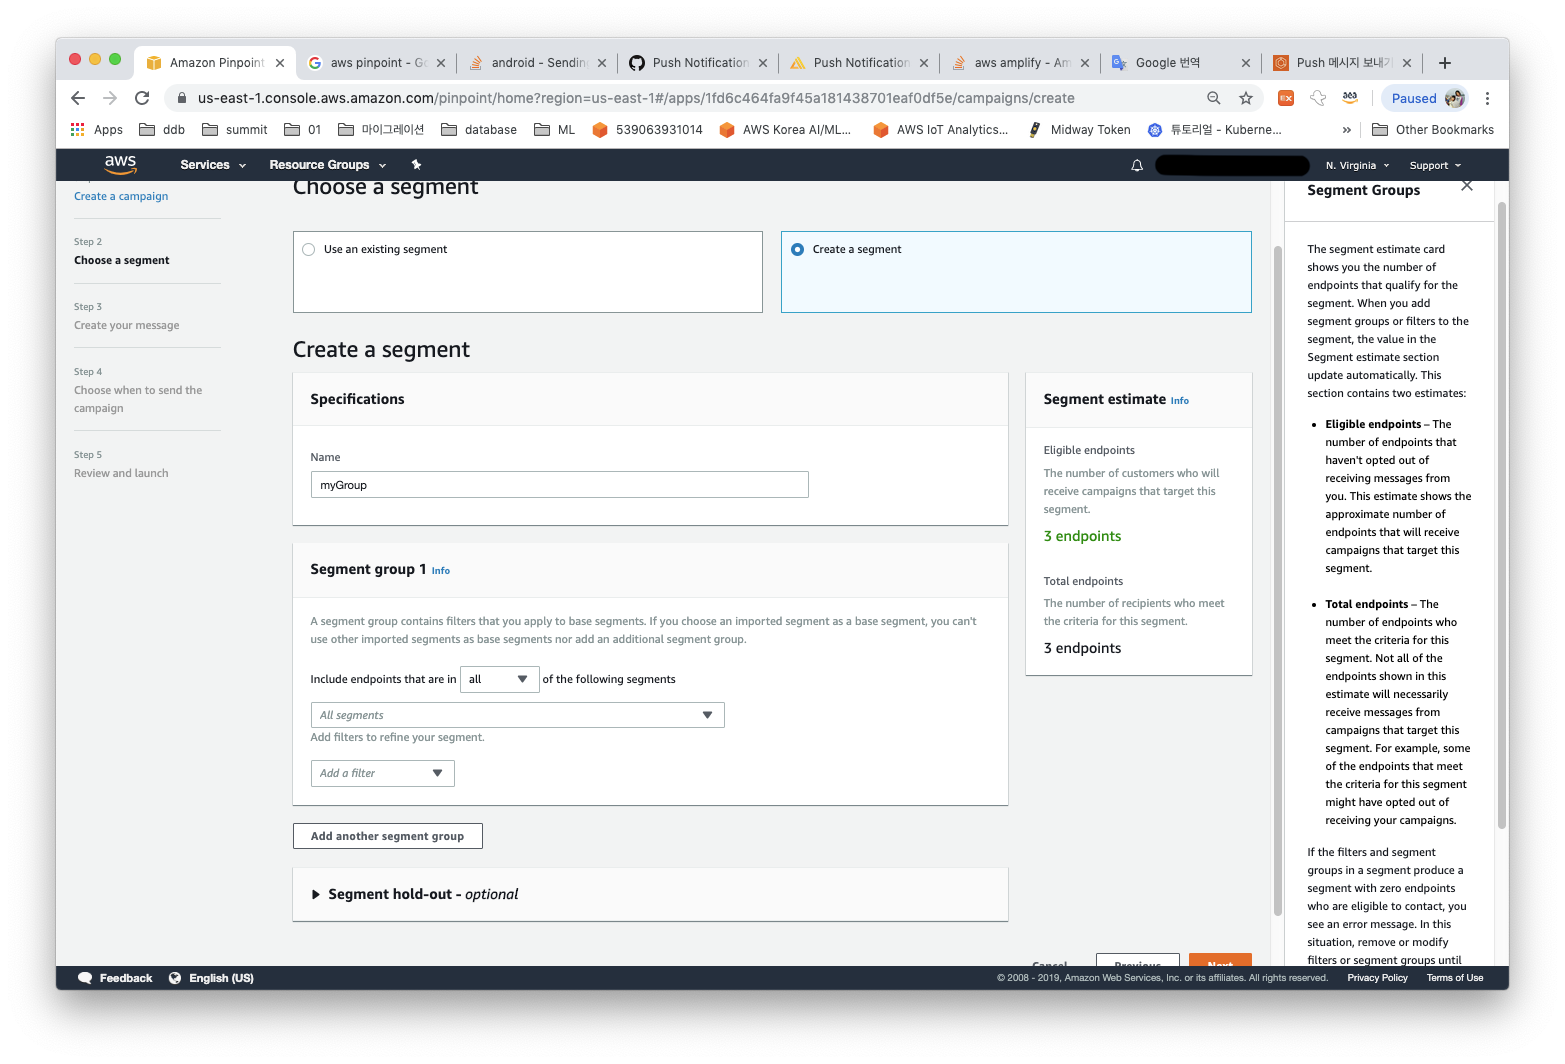 Amazon Pinpoint
aws pinpoint - Go
android - Sendin
Push Notification
Push Notification
aws amplify - Am
Google 번역
Push 메시지 보내기
us-east-1.console.aws.amazon.com/pinpoint/home?region=us-east-1#/apps/1fd6c464fa9f45a181438701eaf0df5e/campaigns/create
Paused
Apps
ddb
summit
01
마이그레이션
database
ML
539063931014
AWS Korea AI/ML...
AWS IoT Analytics...
Midway Token
튜토리얼 - Kuberne...
»
Other Bookmarks
aws
Services
Resource Groups
N. Virginia
Support
Create a campaign
Step 2
Choose a segment
Step 3
Create your message
Step 4
Choose when to send the
campaign
Step 5
Review and launch
Choose a segment
Use an existing segment
Create a segment
Create a segment
Specifications
Name
myGroup
Segment group 1 Info
A segment group contains filters that you apply to base segments. If you choose an imported segment as a base segment, you can't
use other imported segments as base segments nor add an additional segment group.
Include endpoints that are in all of the following segments
All segments
Add filters to refine your segment.
Add a filter
Add another segment group
Segment hold-out - optional
Cancel
Previous
Next
Segment estimate Info
Eligible endpoints
The number of customers who will
receive campaigns that target this
segment.
3 endpoints
Total endpoints
The number of recipients who meet
the criteria for this segment.
3 endpoints
Segment Groups
The segment estimate card
shows you the number of
endpoints that qualify for the
segment. When you add
segment groups or filters to the
segment, the value in the
Segment estimate section
update automatically. This
section contains two estimates:
• Eligible endpoints – The
number of endpoints that
haven't opted out of
receiving messages from
you. This estimate shows the
approximate number of
endpoints that will receive
campaigns that target this
segment.
• Total endpoints – The
number of endpoints who
meet the criteria for this
segment. Not all of the
endpoints shown in this
estimate will necessarily
receive messages from
campaigns that target this
segment. For example, some
of the endpoints that meet
the criteria for this segment
might have opted out of
receiving your campaigns.
If the filters and segment
groups in a segment produce a
segment with zero endpoints
who are eligible to contact, you
see an error message. In this
situation, remove or modify
filters or segment groups until
Feedback
English (US)
© 2008 - 2019, Amazon Web Services, Inc. or its affiliates. All rights reserved.
Privacy Policy
Terms of Use